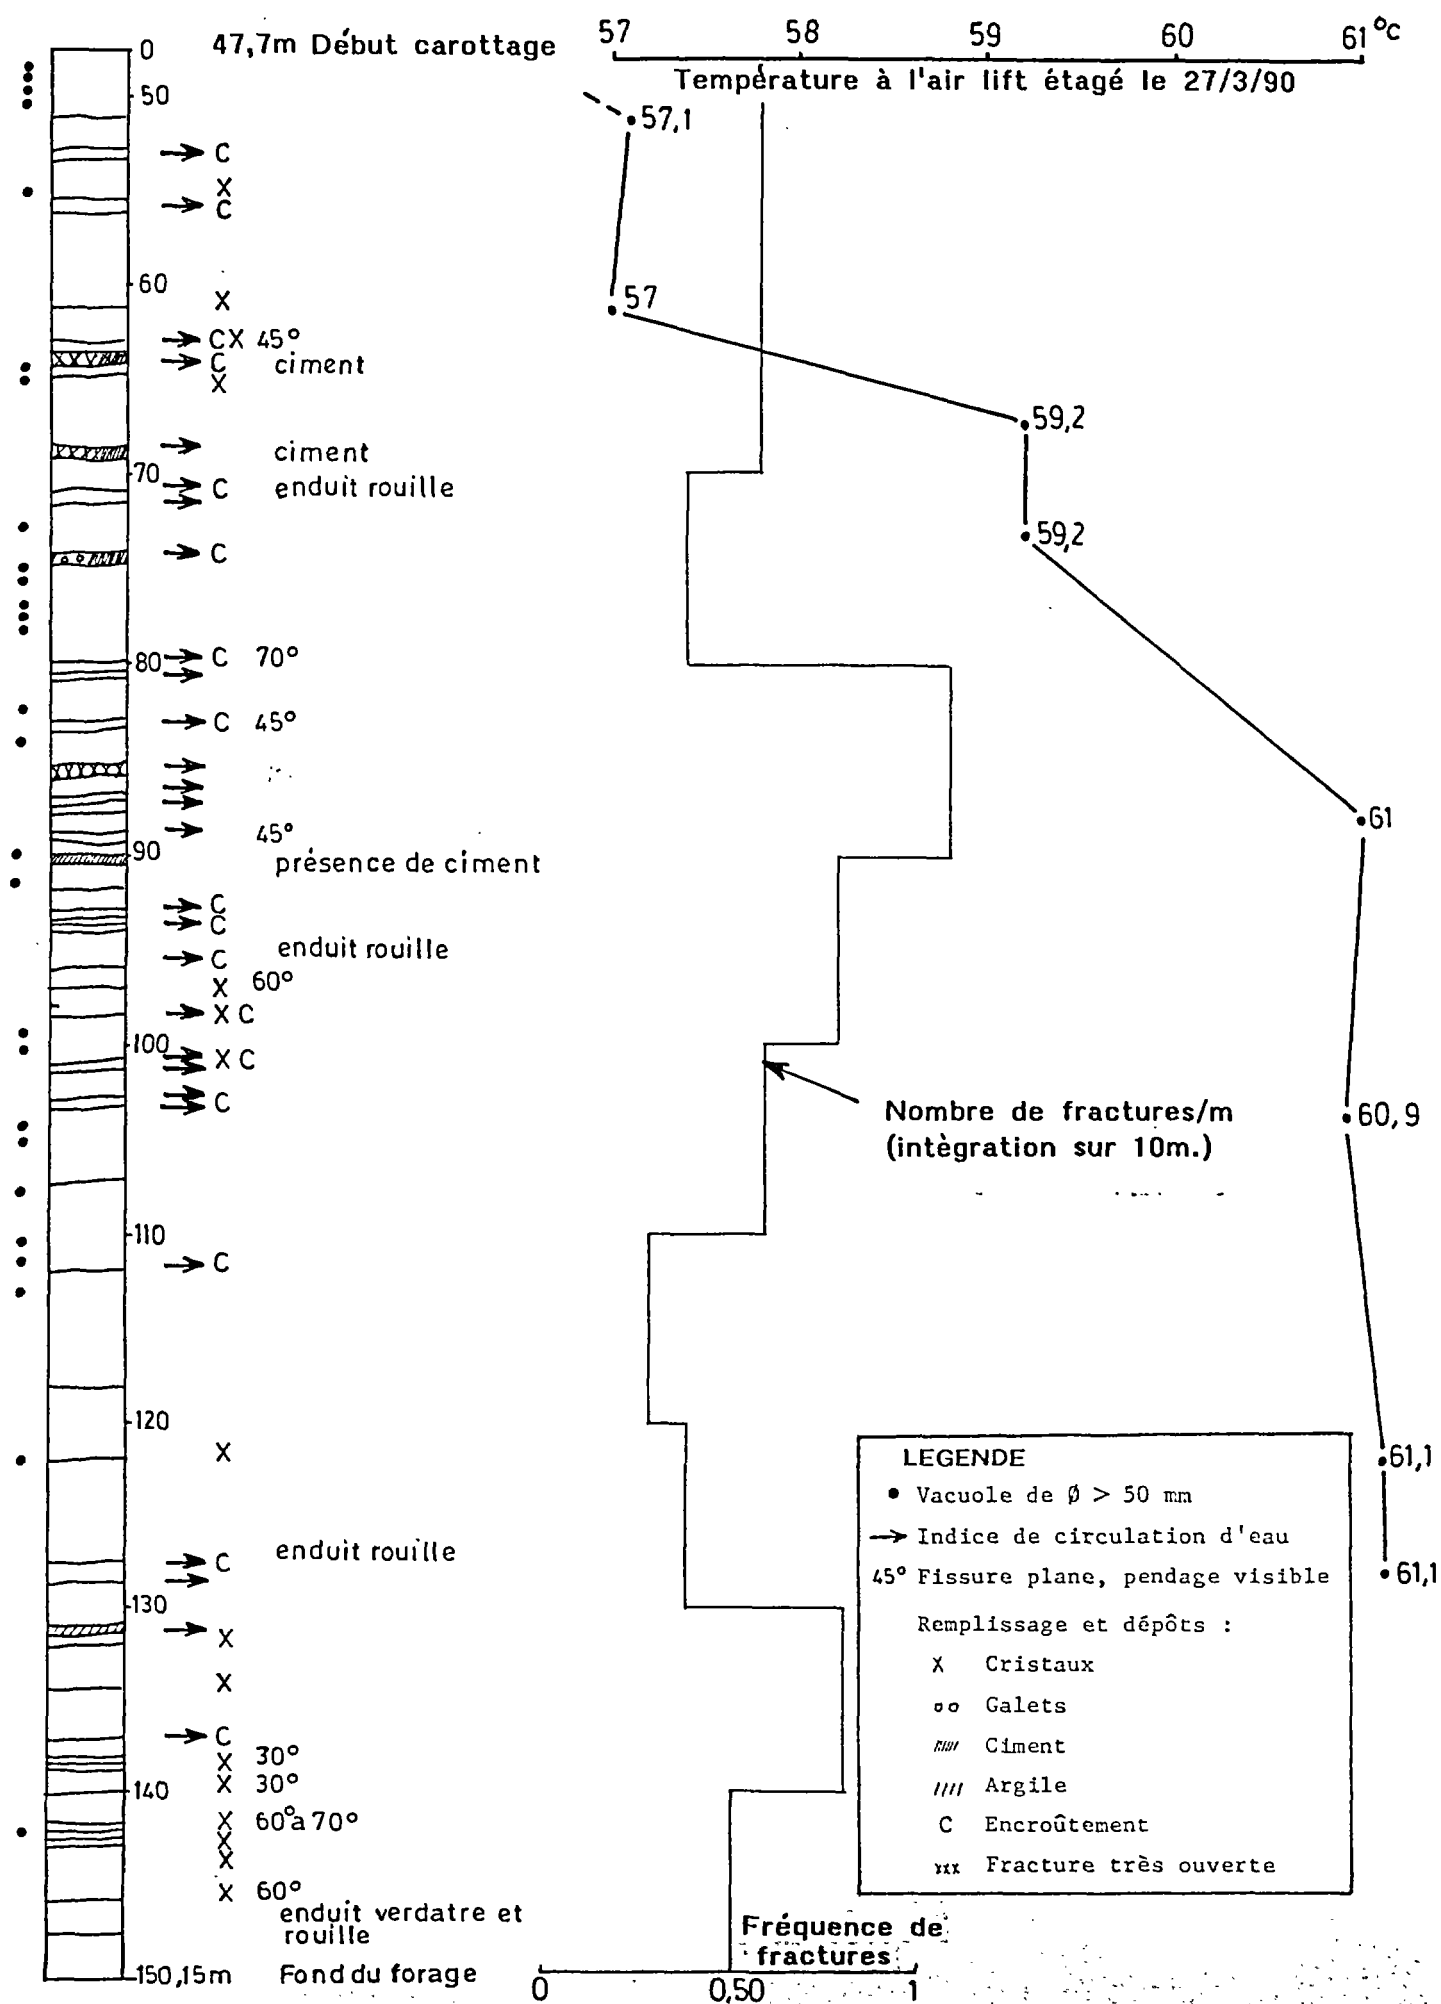 0
47,7m Début carottage
57
58
59
60
61°c
Température à l'air lift étagé le 27/3/90
50
57,1
C
X
C
60
X
57
CX 45°
C ciment
X
59,2
ciment
70
C enduit rouille
59,2
C
80
C 70°
C 45°
61
45°
90
présence de ciment
C
C
enduit rouille
C
X 60°
X C
100
X C
C
Nombre de fractures/m
(intègration sur 10m.)
60,9
110
C
120
X
61,1
C enduit rouille
61,1
130
X
X
C
X 30°
X 30°
140
X 60°à 70°
X
X
X 60°
enduit verdatre et
rouille
150,15m Fond du forage
Fréquence de
fractures
0
0,50
1
LEGENDE
• Vacuole de Ø > 50 mm
→ Indice de circulation d'eau
45° Fissure plane, pendage visible
Remplissage et dépôts :
X Cristaux
oo Galets
Ciment
//// Argile
C Encroûtement
xxx Fracture très ouverte